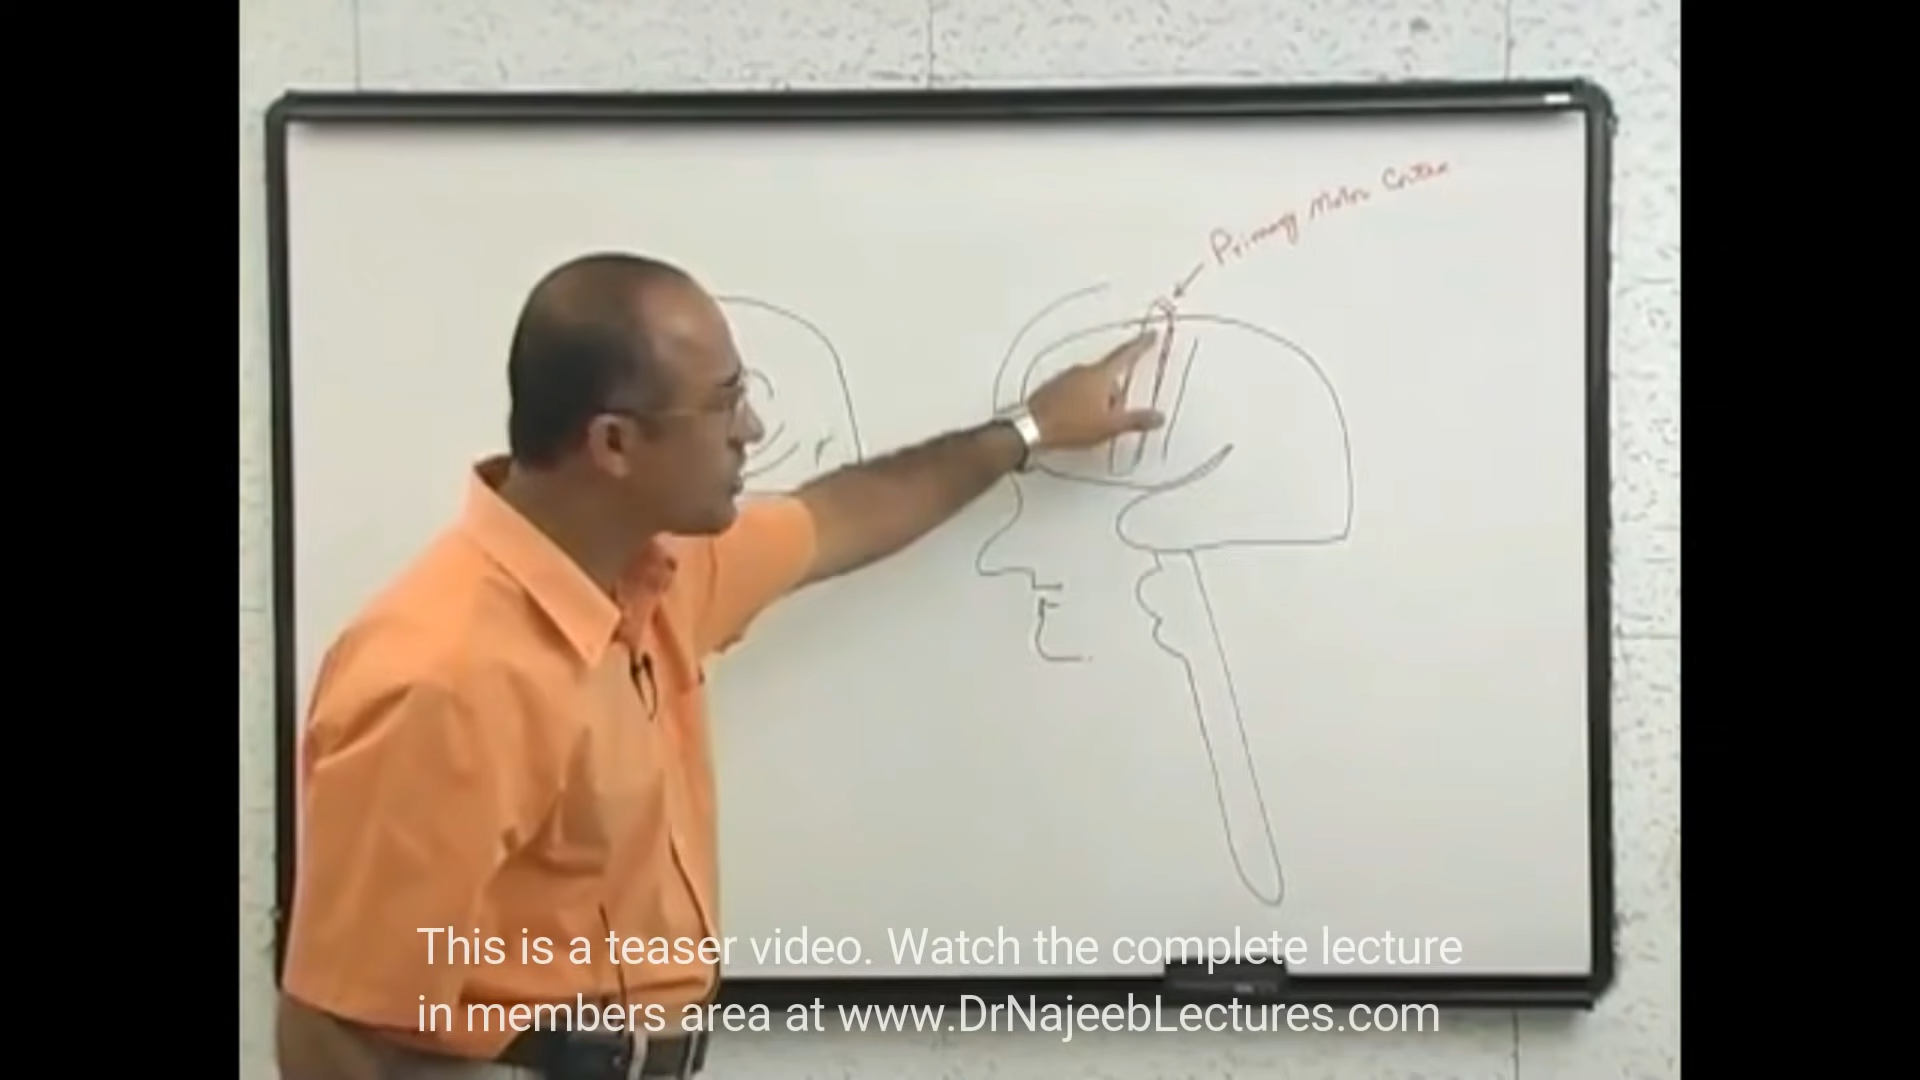 Primary Motor Cortex
This is a teaser video. Watch the complete lecture
in members area at www.DrNajeebLectures.com